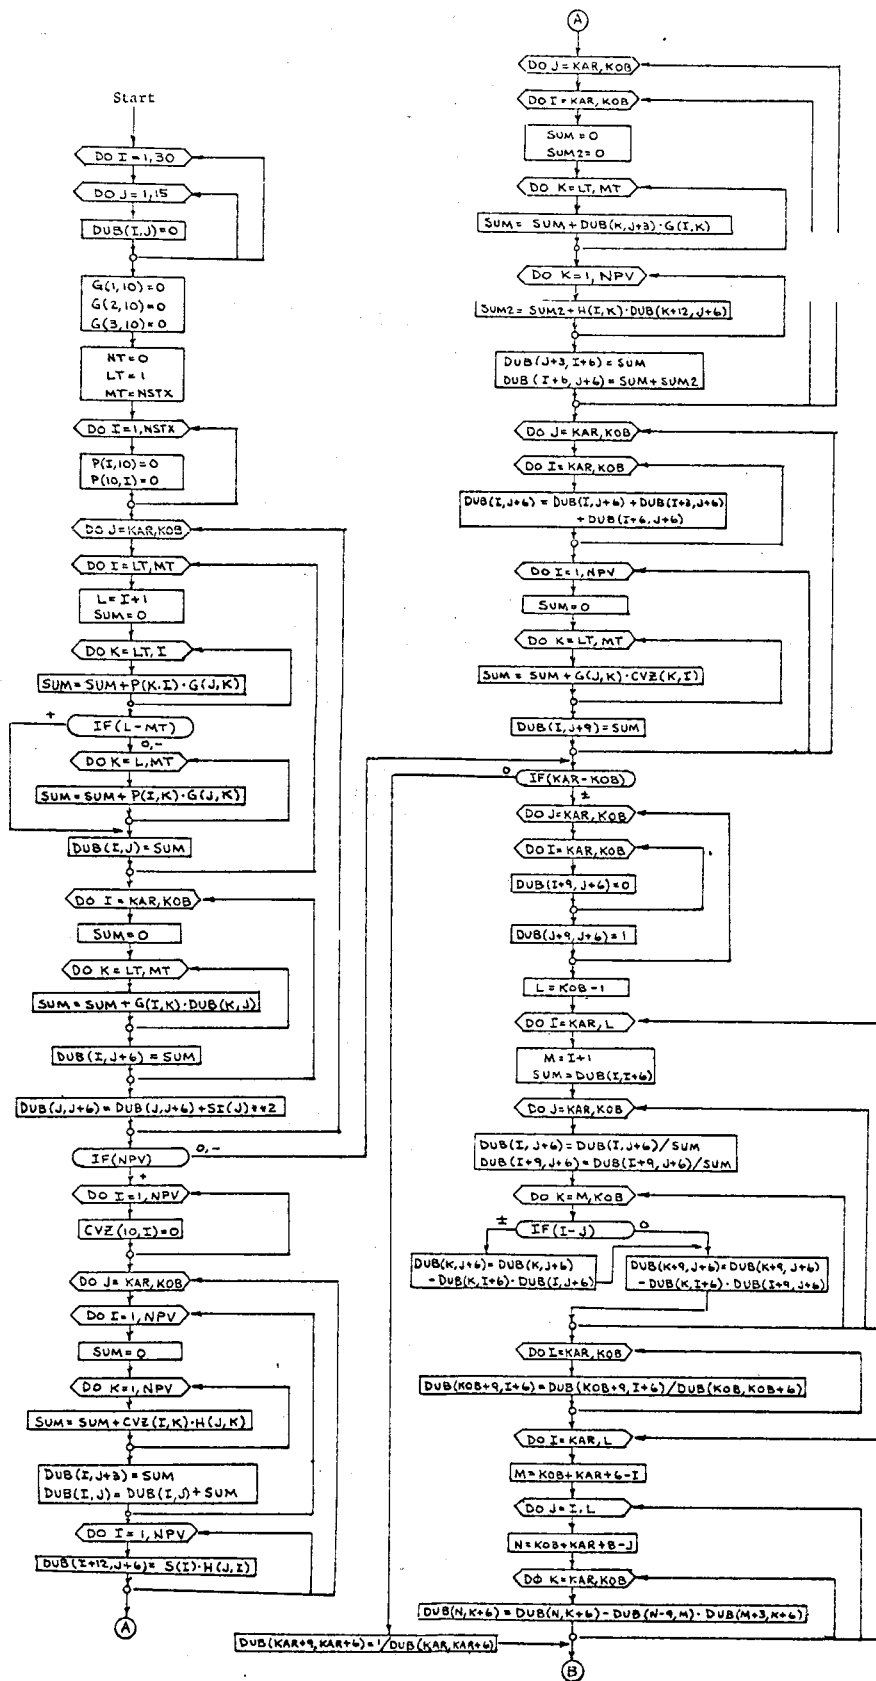 Start
DO I = 1,30
DO J = 1,15
DUB(I,J)=0
G(1,10)=0
G(2,10)=0
G(3,10)=0
NT=0
LT=1
MT=NSTX
DO I=1,NSTX
P(I,10)=0
P(10,I)=0
DO J=KAR,KOB
DO I=LT,MT
L=I+1
SUM=0
DO K=LT,I
SUM=SUM+P(K,I)·G(J,K)
+
IF(L-MT)
0,-
DO K=L,MT
SUM=SUM+P(I,K)·G(J,K)
DUB(I,J)=SUM
DO I=KAR,KOB
SUM=0
DO K=LT,MT
SUM=SUM+G(I,K)·DUB(K,J)
DUB(I,J+6)=SUM
DUB(J,J+6)=DUB(J,J+6)+SI(J)**2
IF(NPV)
0,-
+
DO I=1,NPV
CVZ(10,I)=0
DO J=KAR,KOB
DO I=1,NPV
SUM=0
DO K=1,NPV
SUM=SUM+CVZ(I,K)·H(J,K)
DUB(I,J+3)=SUM
DUB(I,J)=DUB(I,J)+SUM
DO I=1,NPV
DUB(I+12,J+6)= S(I)·H(J,I)
A
A
DO J=KAR,KOB
DO I=KAR,KOB
SUM=0
SUM2=0
DO K=LT,MT
SUM= SUM+DUB(K,J+3)·G(I,K)
DO K=1,NPV
SUM2=SUM2+H(I,K)·DUB(K+12,J+6)
DUB(J+3,I+6)=SUM
DUB(I+6,J+6)=SUM+SUM2
DO J=KAR,KOB
DO I=KAR,KOB
DUB(I,J+6)=DUB(I,J+6)+DUB(I+3,J+6)
+DUB(I+6,J+6)
DO I=1,NPV
SUM=0
DO K=LT,MT
SUM=SUM+G(J,K)·CVZ(K,I)
DUB(I,J+9)=SUM
0
IF(KAR-KOB)
±
DO J=KAR,KOB
DO I=KAR,KOB
DUB(I+9,J+6)=0
DUB(J+9,J+6)=1
L=KOB-1
DO I=KAR,L
M=I+1
SUM=DUB(I,I+6)
DO J=KAR,KOB
DUB(I,J+6)=DUB(I,J+6)/SUM
DUB(I+9,J+6)=DUB(I+9,J+6)/SUM
DO K=M,KOB
±
IF(I-J)
0
DUB(K,J+6)=DUB(K,J+6)
-DUB(K,I+6)·DUB(I,J+6)
DUB(K+9,J+6)=DUB(K+9,J+6)
-DUB(K,I+6)·DUB(I+9,J+6)
DO I=KAR,KOB
DUB(KOB+9,I+6)=DUB(KOB+9,I+6)/DUB(KOB,KOB+6)
DO I=KAR,L
M=KOB+KAR+6-I
DO J=I,L
N=KOB+KAR+8-J
DØ K=KAR,KOB
DUB(N,K+6)=DUB(N,K+6)-DUB(N-9,M)·DUB(M+3,K+6)
DUB(KAR+9,KAR+6)=1/DUB(KAR,KAR+6)
B